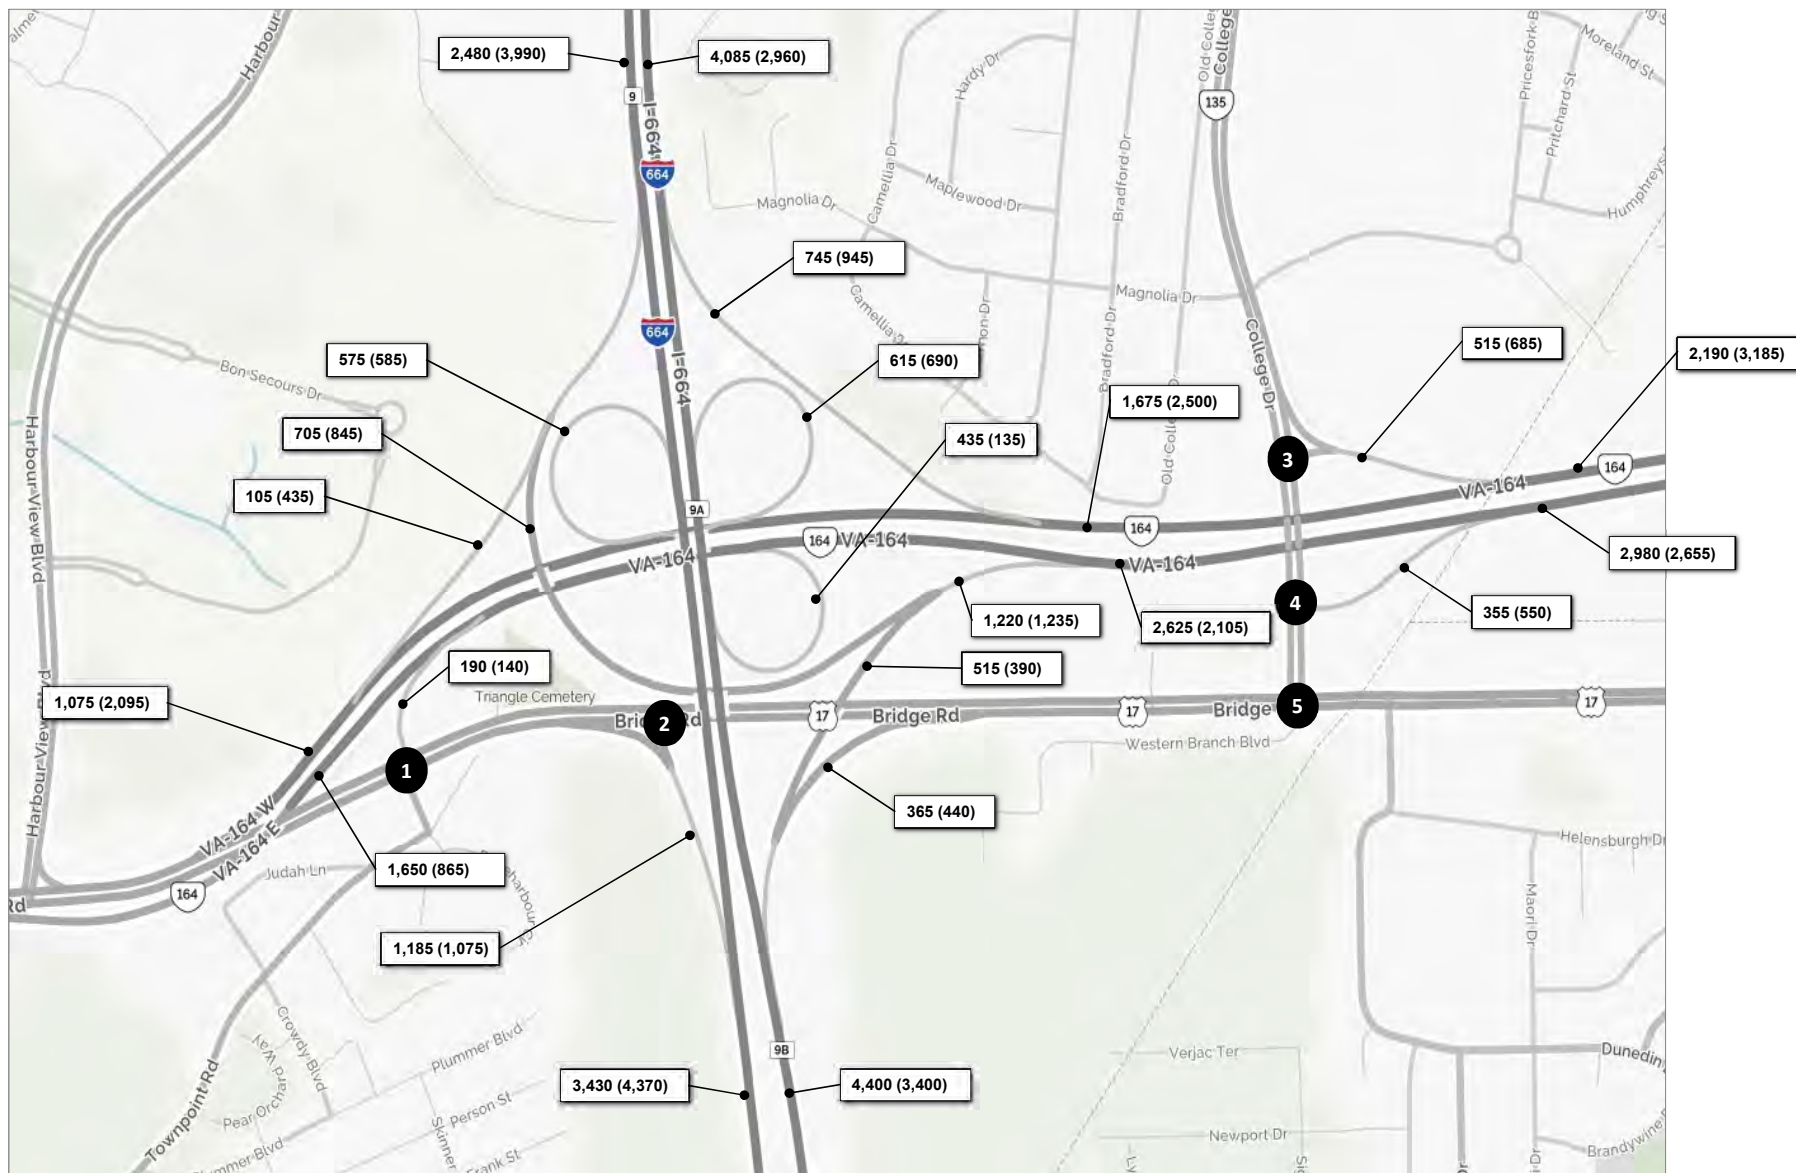 Harbour
2,480 (3,990)
4,085 (2,960)
9
I-664
664
Hardy Dr
Old Colleg
College
135
Pricesfork B
Moreland St
Pritchard St
Humphreys
Camellia Dr
Bradford Dr
Maplewood Dr
Magnolia Dr
745 (945)
664
Camellia Dr
Magnolia Dr
Bradford Dr
College Dr
515 (685)
2,190 (3,185)
575 (585)
I-664
615 (690)
Bon Secours Dr
1,675 (2,500)
705 (845)
435 (135)
Harbour View Blvd
3
164
VA-164
105 (435)
9A
164
VA-164
164
VA-164
VA-164
2,980 (2,655)
4
355 (550)
1,220 (1,235)
2,625 (2,105)
190 (140)
515 (390)
1,075 (2,095)
Triangle Cemetery
2
17
Bridge Rd
17
Bridge
5
17
Western Branch Blvd
1
365 (440)
VA-164 W
VA-164 E
1,650 (865)
Judah Ln
164
Rd
Helensburgh Dr
Maori Dr
1,185 (1,075)
Crowdy Blvd
Plummer Blvd
9B
Verjac Ter
Dunedin
3,430 (4,370)
4,400 (3,400)
Townpoint Rd
Pear Orchard Way
Person St
Skinner
Frank St
Newport Dr
Brandywine